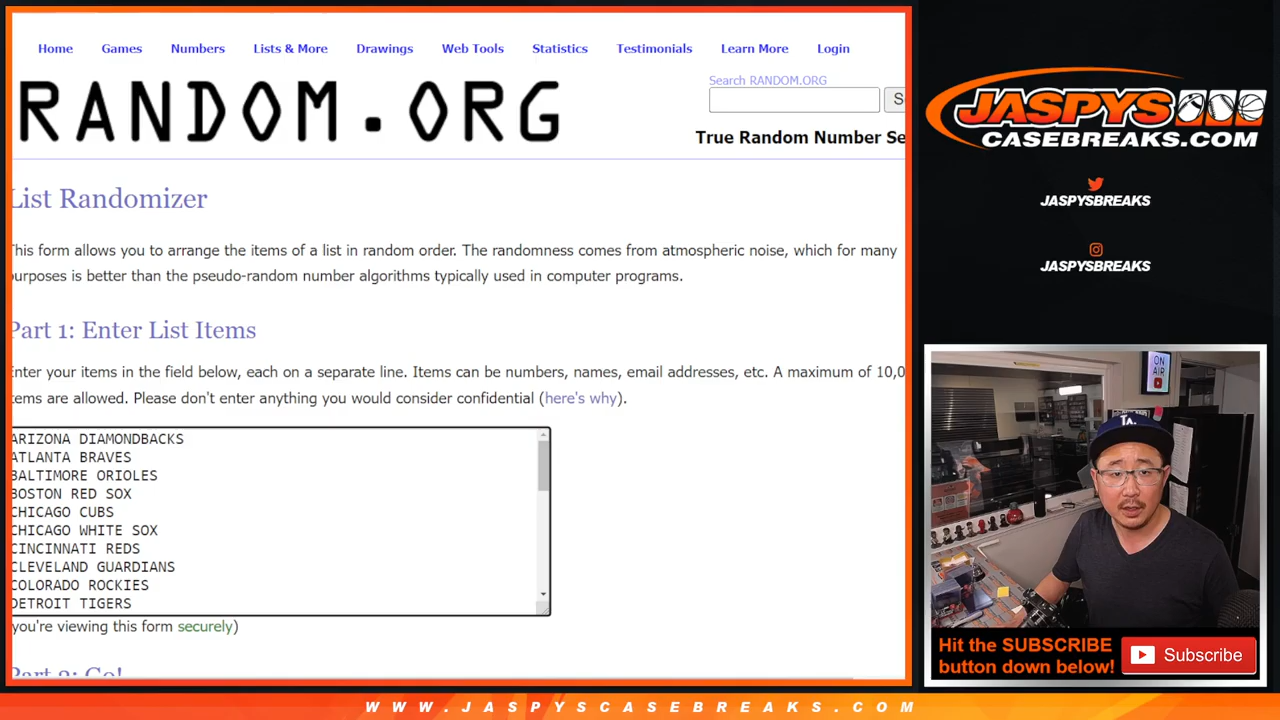 Home Games Numbers Lists & More Drawings Web Tools Statistics Testimonials Learn More Login
Search RANDOM.ORG
RANDOM.ORG
S
True Random Number Se
List Randomizer
This form allows you to arrange the items of a list in random order. The randomness comes from atmospheric noise, which for many
purposes is better than the pseudo-random number algorithms typically used in computer programs.
Part 1: Enter List Items
Enter your items in the field below, each on a separate line. Items can be numbers, names, email addresses, etc. A maximum of 10,0
items are allowed. Please don't enter anything you would consider confidential (here's why).
ARIZONA DIAMONDBACKS
ATLANTA BRAVES
BALTIMORE ORIOLES
BOSTON RED SOX
CHICAGO CUBS
CHICAGO WHITE SOX
CINCINNATI REDS
CLEVELAND GUARDIANS
COLORADO ROCKIES
DETROIT TIGERS
you're viewing this form securely)
Part 2: Go!
JASPYS
CASEBREAKS.COM
JASPYSBREAKS
JASPYSBREAKS
ON
AIR
Hit the SUBSCRIBE
button down below!
Subscribe
WWW.JASPYSCASEBREAKS.COM